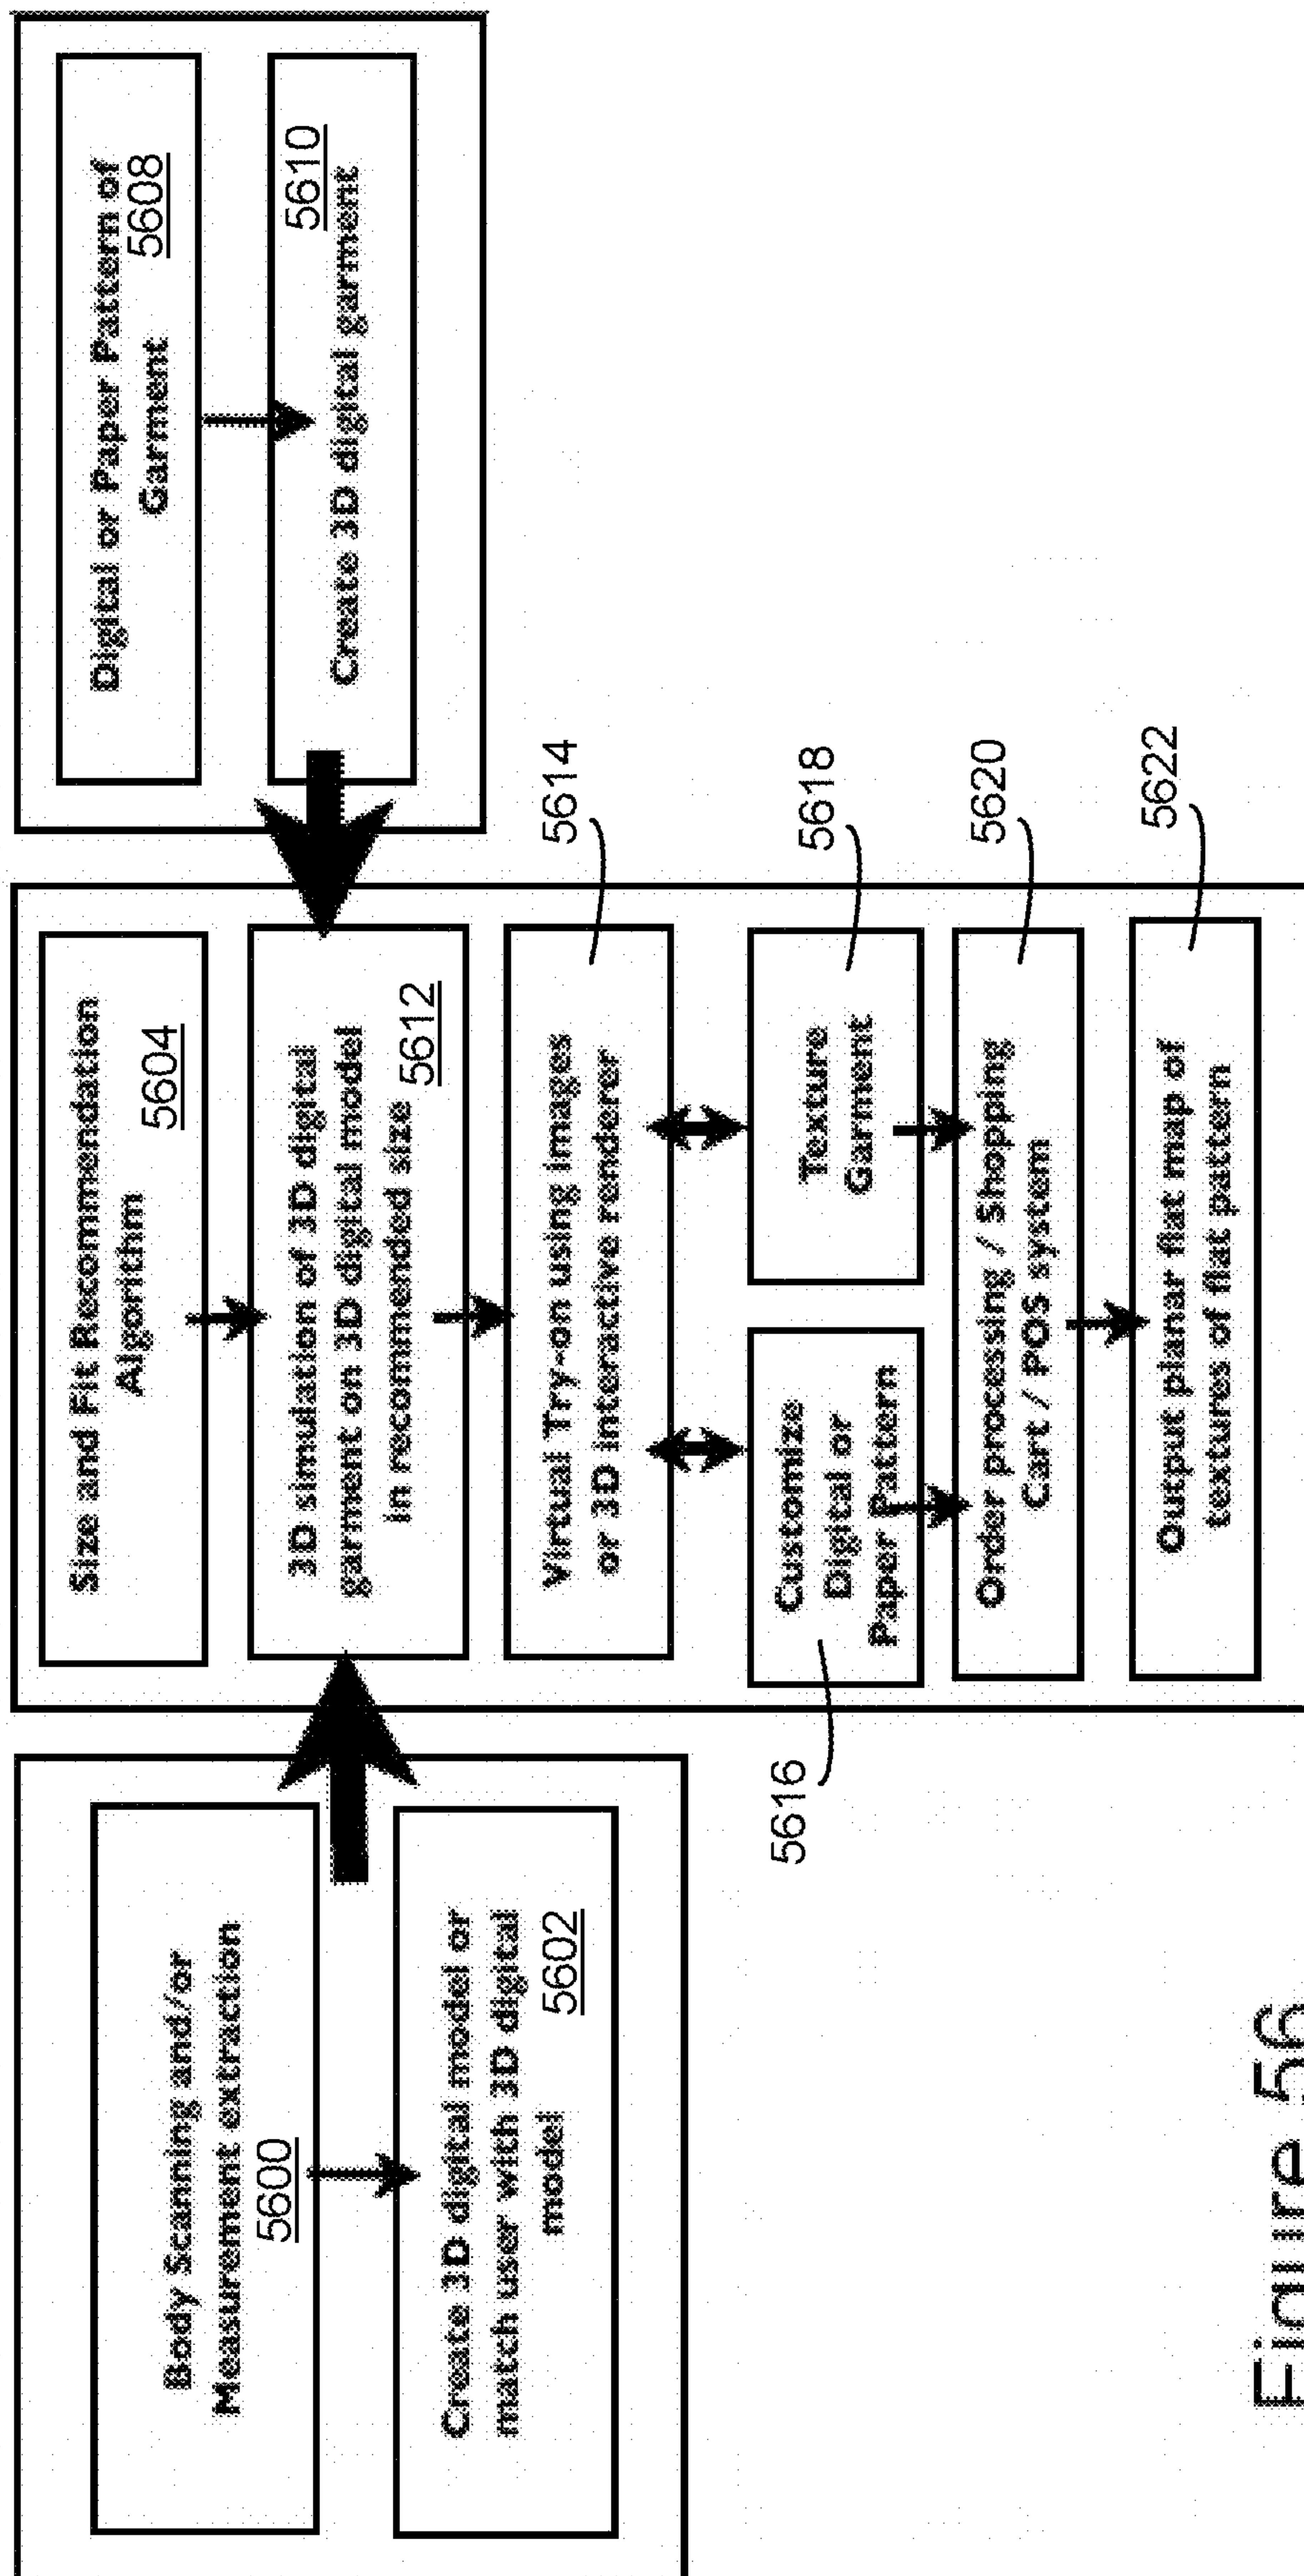 Body Scanning and/or
Measurement extraction
5600
Create 3D digital model or
match user with 3D digital
model
5602
Size and Fit Recommendation
Algorithm
5604
3D simulation of 3D digital
garment on 3D digital model
in recommended size
5612
Virtual Try-on using images
or 3D interactive renderer
5614
Customize
Digital or
Paper Pattern
5616
Texture
Garment
5618
Order processing / Shopping
Cart / POS system
5620
Output planar flat map of
textures of flat pattern
5622
Digital or Paper Pattern of
Garment
5608
5610
Create 3D digital garment
Figure 56